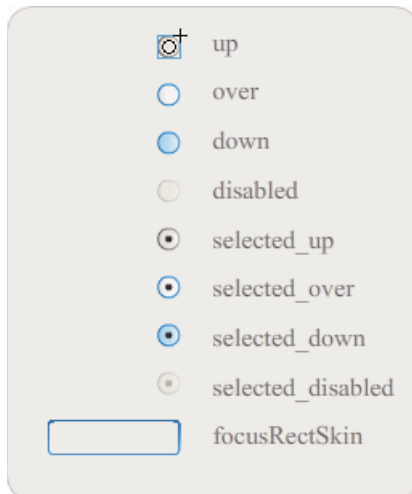 up
over
down
disabled
selected_up
selected_over
selected_down
selected_disabled
focusRectSkin